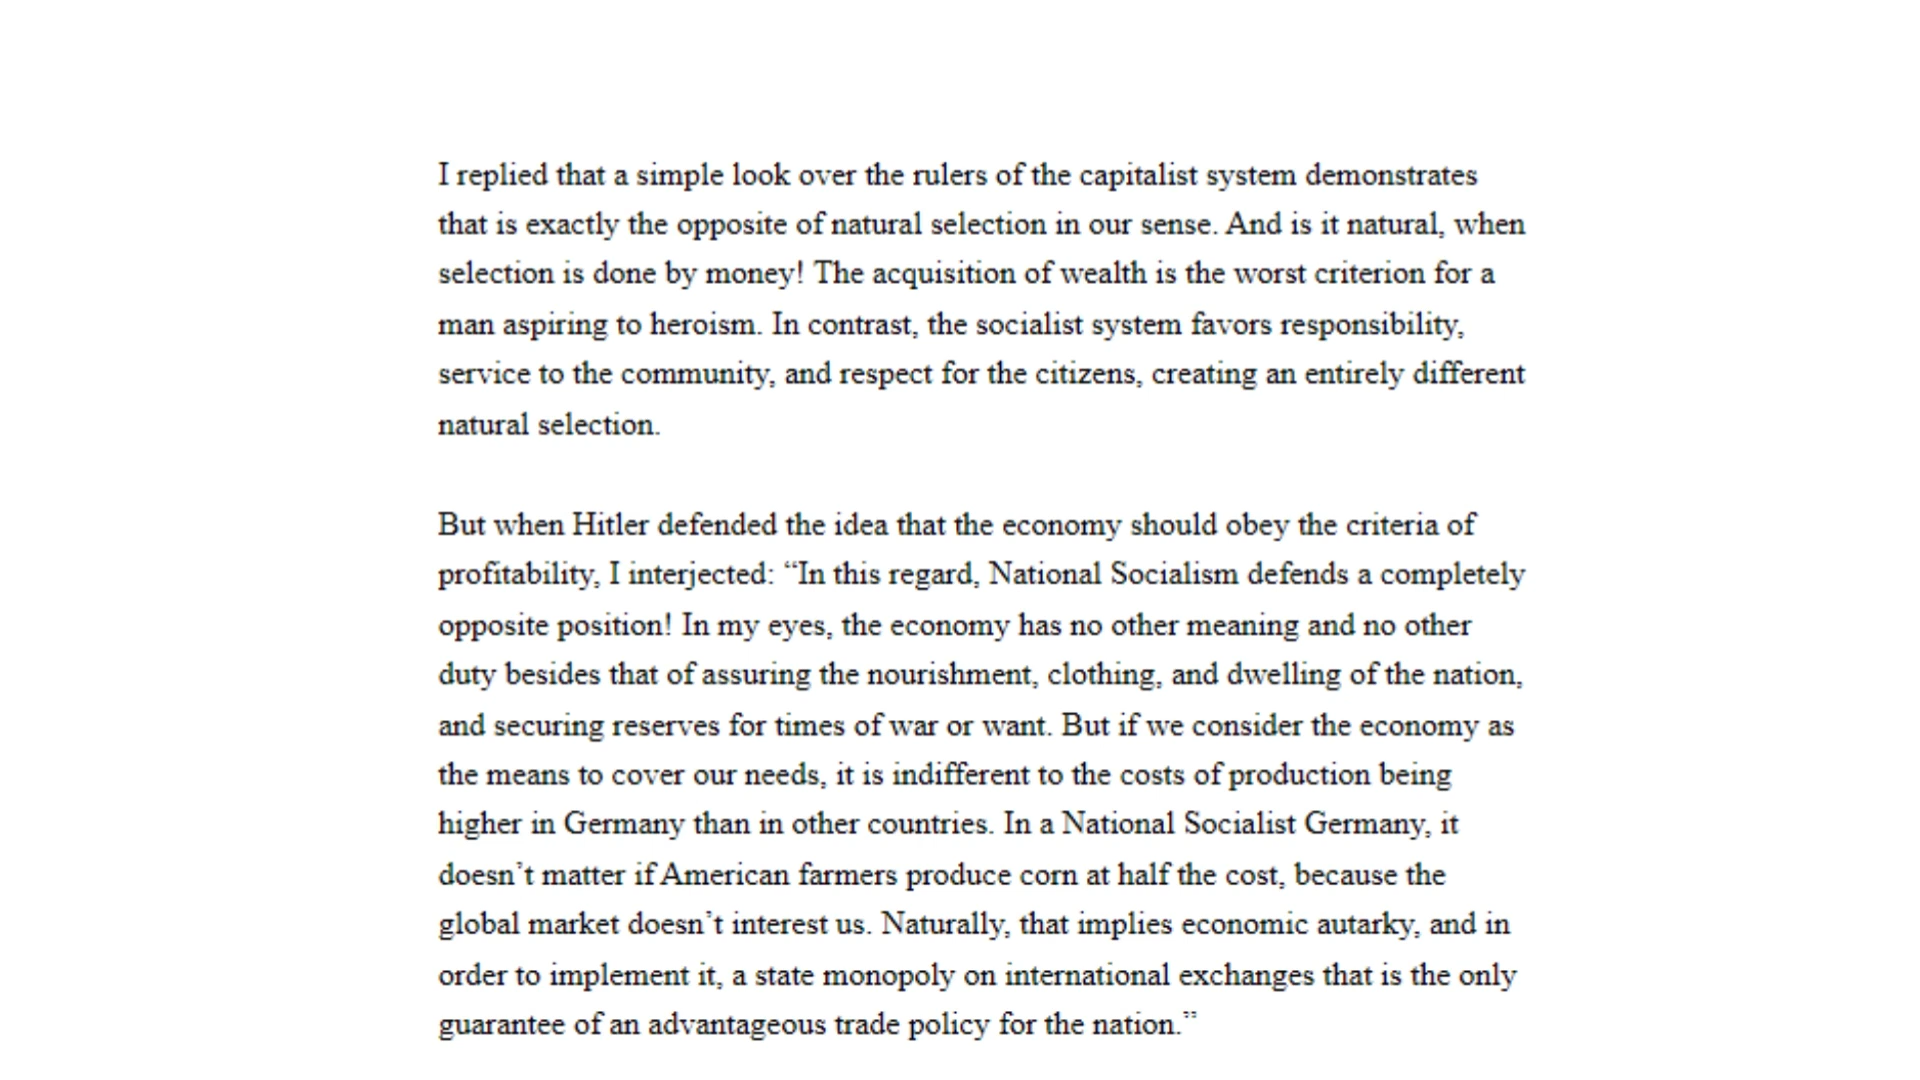 I replied that a simple look over the rulers of the capitalist system demonstrates
that is exactly the opposite of natural selection in our sense. And is it natural, when
selection is done by money! The acquisition of wealth is the worst criterion for a
man aspiring to heroism. In contrast, the socialist system favors responsibility,
service to the community, and respect for the citizens, creating an entirely different
natural selection.
But when Hitler defended the idea that the economy should obey the criteria of
profitability, I interjected: “In this regard, National Socialism defends a completely
opposite position! In my eyes, the economy has no other meaning and no other
duty besides that of assuring the nourishment, clothing, and dwelling of the nation,
and securing reserves for times of war or want. But if we consider the economy as
the means to cover our needs, it is indifferent to the costs of production being
higher in Germany than in other countries. In a National Socialist Germany, it
doesn’t matter if American farmers produce corn at half the cost, because the
global market doesn’t interest us. Naturally, that implies economic autarky, and in
order to implement it, a state monopoly on international exchanges that is the only
guarantee of an advantageous trade policy for the nation.”